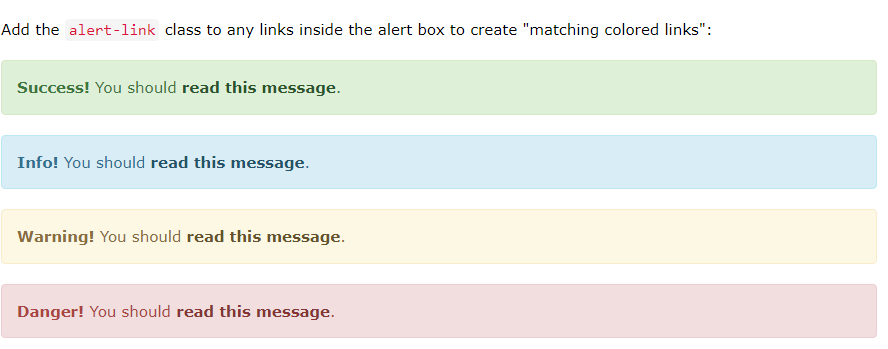 Add the alert-link class to any links inside the alert box to create "matching colored links":
Success! You should read this message.
Info! You should read this message.
Warning! You should read this message.
Danger! You should read this message.